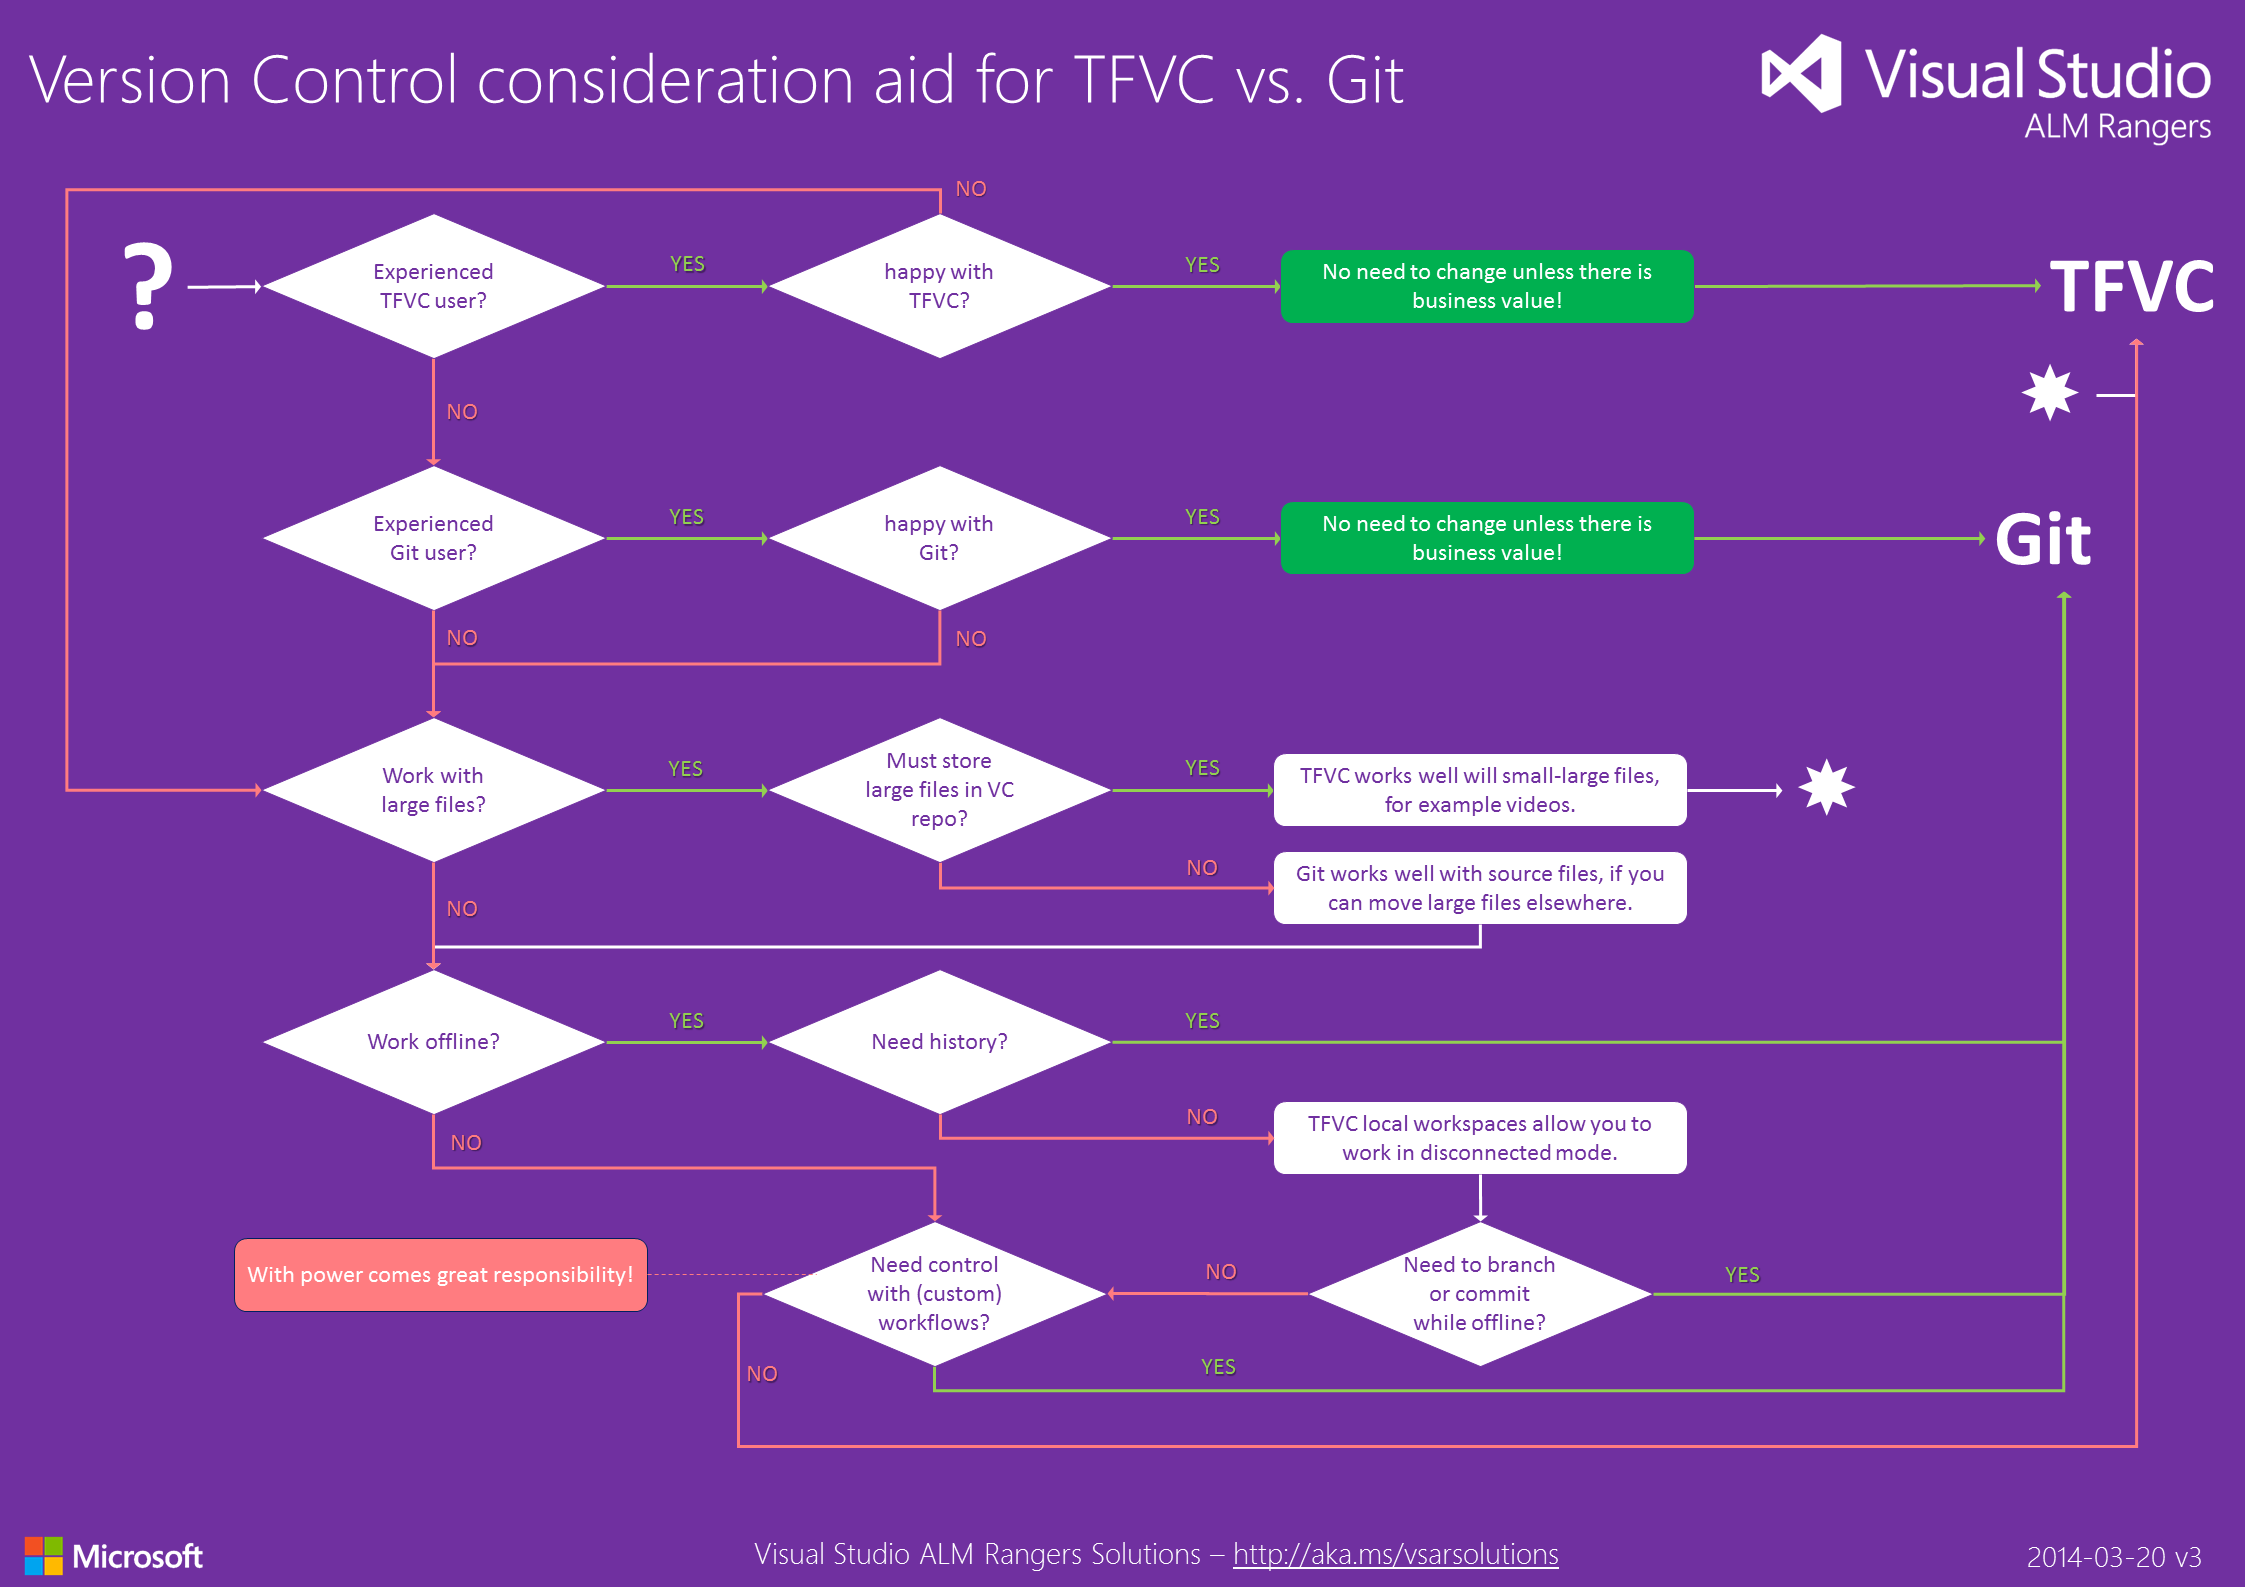 Version Control consideration aid for TFVC vs. Git
Visual Studio
ALM Rangers
NO
?
Experienced
TFVC user?
YES
happy with
TFVC?
YES
No need to change unless there is
business value!
TFVC
NO
Experienced
Git user?
YES
happy with
Git?
YES
No need to change unless there is
business value!
Git
NO
NO
Work with
large files?
YES
Must store
large files in VC
repo?
YES
TFVC works well will small-large files,
for example videos.
NO
Git works well with source files, if you
can move large files elsewhere.
NO
Work offline?
YES
Need history?
YES
NO
TFVC local workspaces allow you to
work in disconnected mode.
NO
With power comes great responsibility!
Need control
with (custom)
workflows?
NO
Need to branch
or commit
while offline?
YES
NO
YES
Microsoft
Visual Studio ALM Rangers Solutions – http://aka.ms/vsarsolutions
2014-03-20 v3